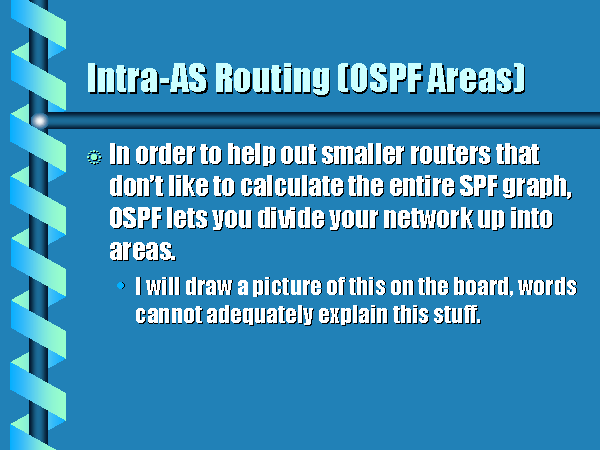 Intra-AS Routing (OSPF Areas)
In order to help out smaller routers that
don't like to calculate the entire SPF graph,
OSPF lets you divide your network up into
areas.
I will draw a picture of this on the board, words
cannot adequately explain this stuff.